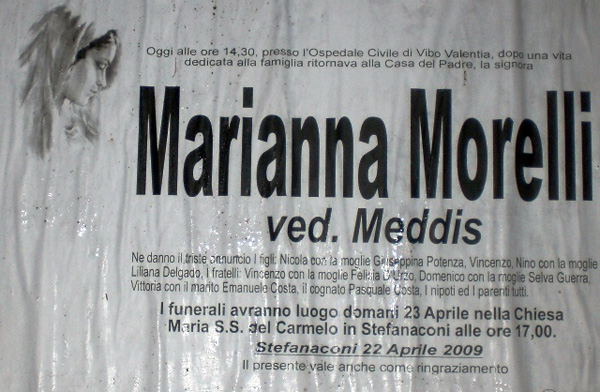 Oggi alle ore 14,30, presso l'Ospedale Civile di Vibo Valentia, dopo una vita
dedicata alla famiglia ritornava alla Casa del Padre, la signora
Marianna Morelli
ved. Meddis
Ne danno il triste annuncio I figli: Nicola con la moglie Giuseppina Potenza, Vincenzo, Nino con la moglie
Liliana Delgado, I fratelli: Vincenzo con la moglie Felicia D'Urzo, Domenico con la moglie Selva Guerra,
Vittoria con il marito Emanuele Costa, il cognato Pasquale Costa, I nipoti ed I parenti tutti.
I funerali avranno luogo domani 23 Aprile nella Chiesa
Maria S.S. del Carmelo in Stefanaconi alle ore 17,00.
Stefanaconi 22 Aprile 2009
Il presente vale anche come ringraziamento